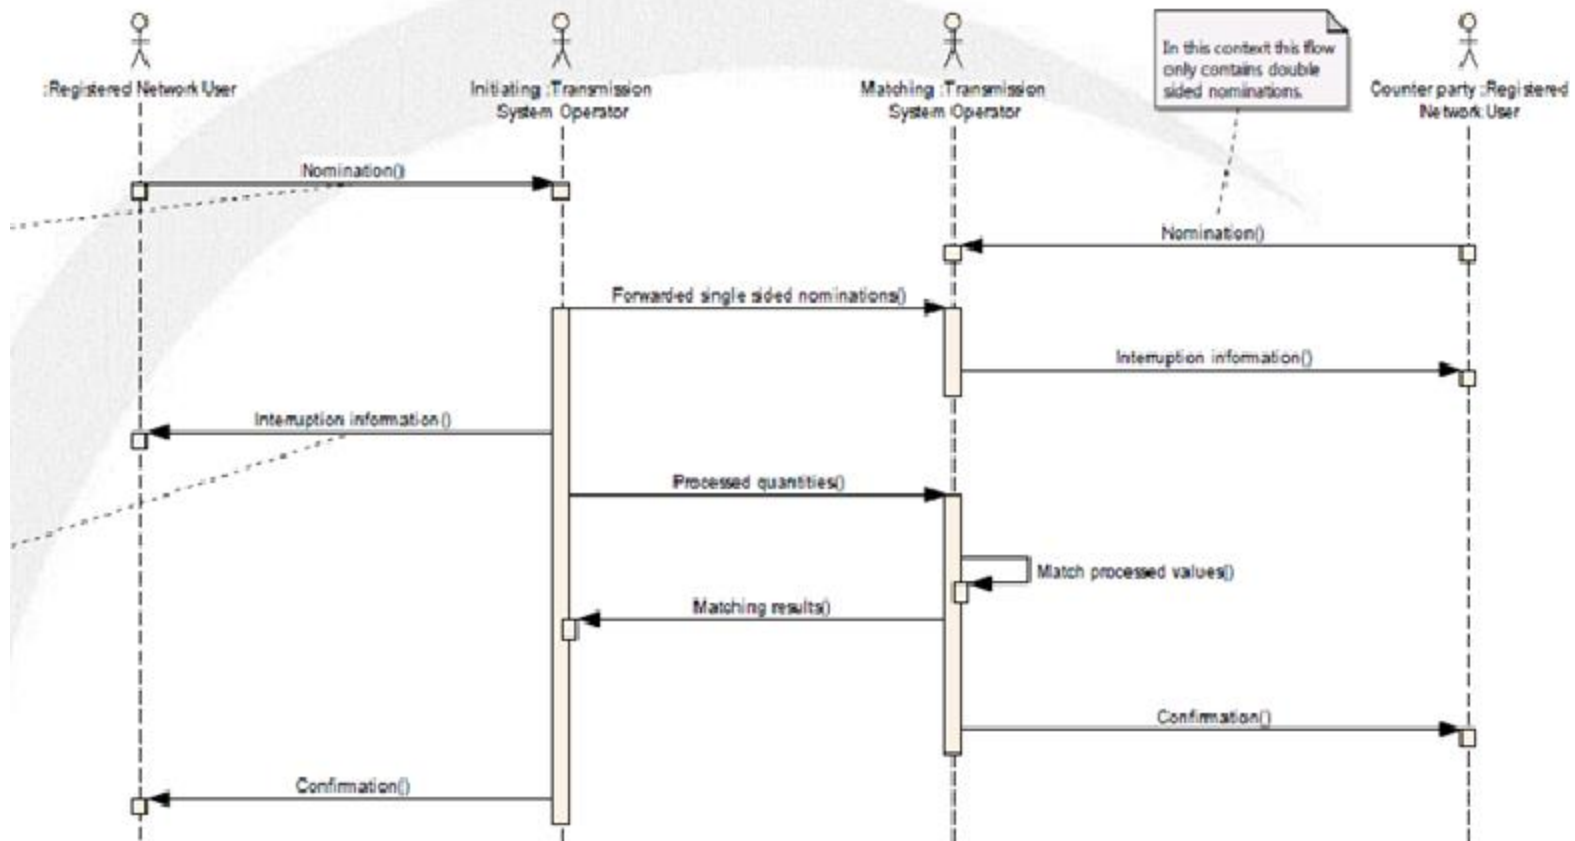 :Registered Network User
Initiating :Transmission
System Operator
Matching :Transmission
System Operator
In this context this flow
only contains double
sided nominations.
Counter party :Registered
Network User
Nomination()
Nomination()
Forwarded single sided nominations()
Interruption information()
Interruption information()
Processed quantities()
Match processed values()
Matching results()
Confirmation()
Confirmation()